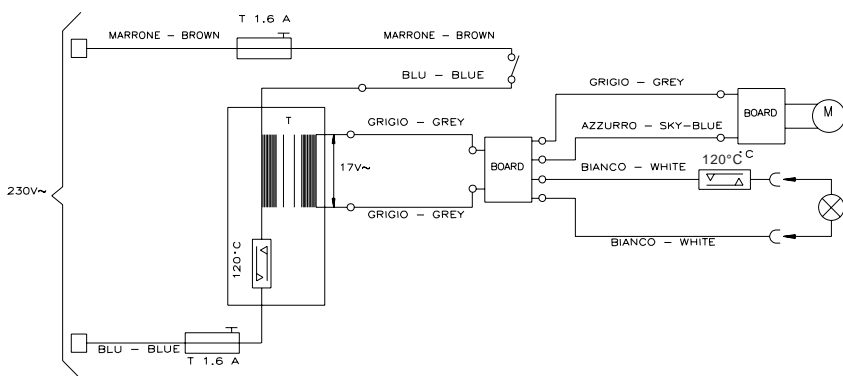 T 1.6 A
MARRONE – BROWN
MARRONE – BROWN
BLU – BLUE
GRIGIO – GREY
T
GRIGIO – GREY
BOARD
M
AZZURRO – SKY–BLUE
120°C°C
17V~
BOARD
BIANCO – WHITE
230V~
GRIGIO – GREY
BIANCO – WHITE
120°C
BLU – BLUE
T 1.6 A